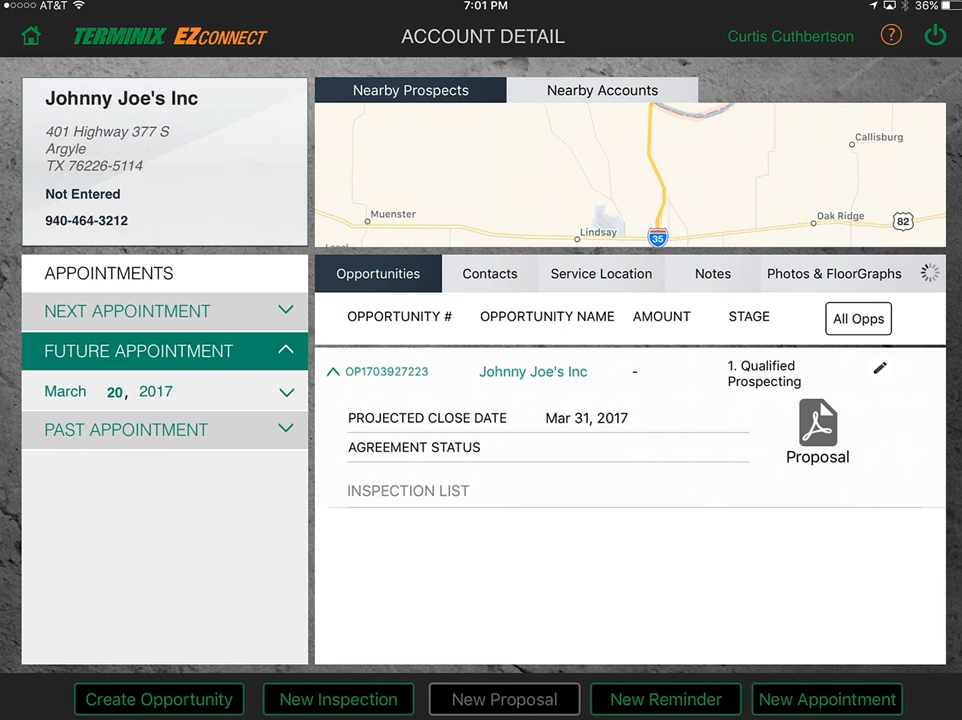 AT&T
7:01 PM
36%
TERMINIX EZCONNECT
ACCOUNT DETAIL
Curtis Cuthbertson
?
Johnny Joe's Inc
401 Highway 377 S
Argyle
TX 76226-5114
Not Entered
940-464-3212
Nearby Prospects
Nearby Accounts
Callisburg
Muenster
Oak Ridge
82
Lindsay
35
APPOINTMENTS
NEXT APPOINTMENT
FUTURE APPOINTMENT
March 20, 2017
PAST APPOINTMENT
Opportunities
Contacts
Service Location
Notes
Photos & FloorGraphs
OPPORTUNITY #
OPPORTUNITY NAME
AMOUNT
STAGE
All Opps
OP1703927223
Johnny Joe's Inc
-
1. Qualified
Prospecting
PROJECTED CLOSE DATE
Mar 31, 2017
AGREEMENT STATUS
Proposal
INSPECTION LIST
Create Opportunity
New Inspection
New Proposal
New Reminder
New Appointment